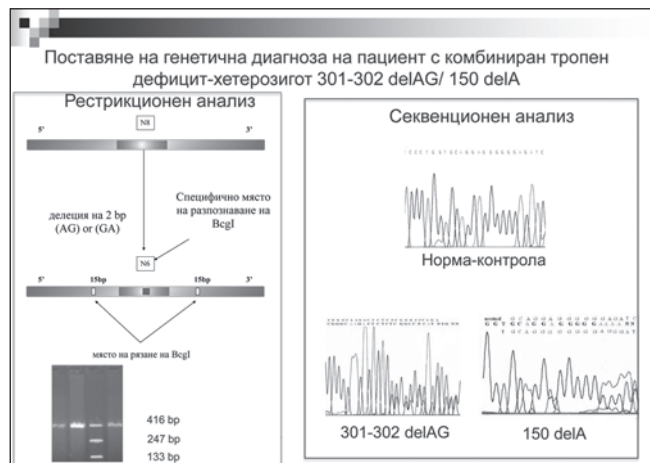 Поставяне на генетична диагноза на пациент с комбиниран тропен
дефицит-хетерозигот 301-302 delAG/ 150 delA
Рестрикционен анализ
N8
5’ 3’
делеция на 2 bp
(AG) or (GA)
Специфично място
на разпознаване на
BcgI
N6
5’ 15bp 15bp 3’
място на рязане на BcgI
416 bp
247 bp
133 bp
Секвенционен анализ
Норма-контрола
301-302 delAG
150 delA